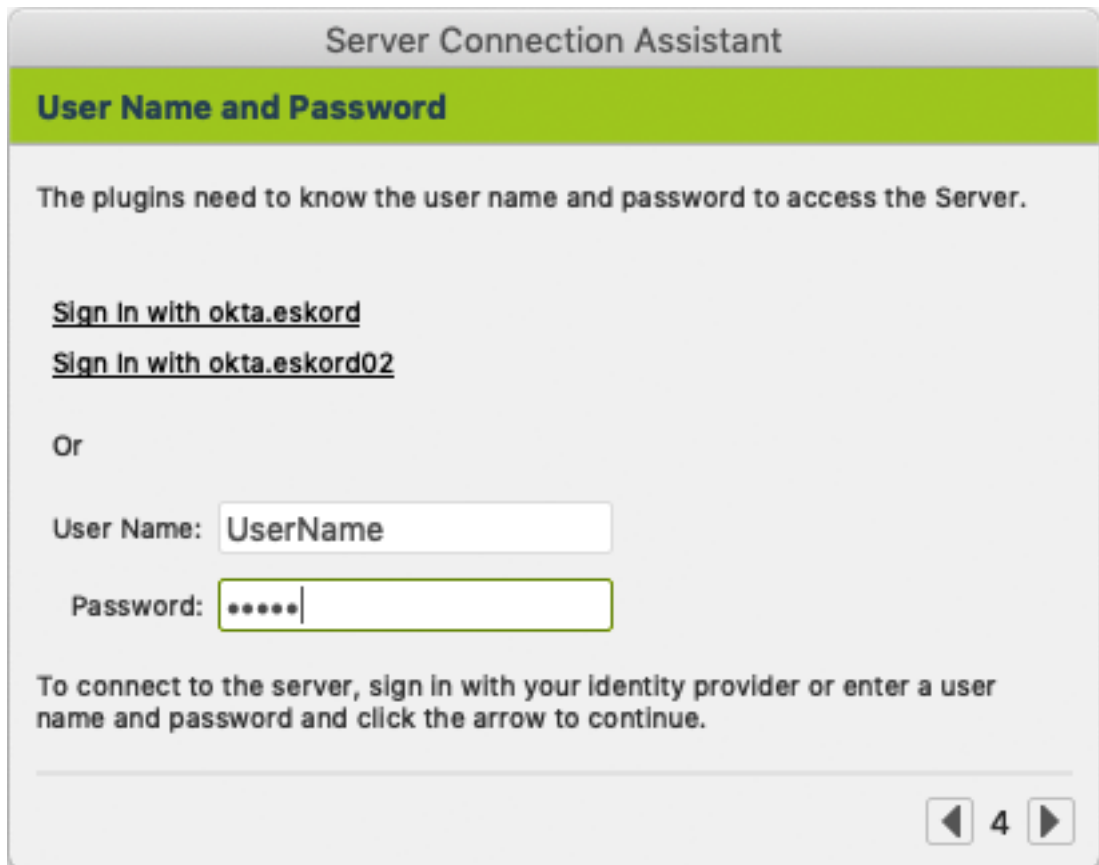 Server Connection Assistant
User Name and Password
The plugins need to know the user name and password to access the Server.
Sign In with okta.eskord
Sign In with okta.eskord02
Or
User Name: UserName
Password: •••••
To connect to the server, sign in with your identity provider or enter a user
name and password and click the arrow to continue.
4